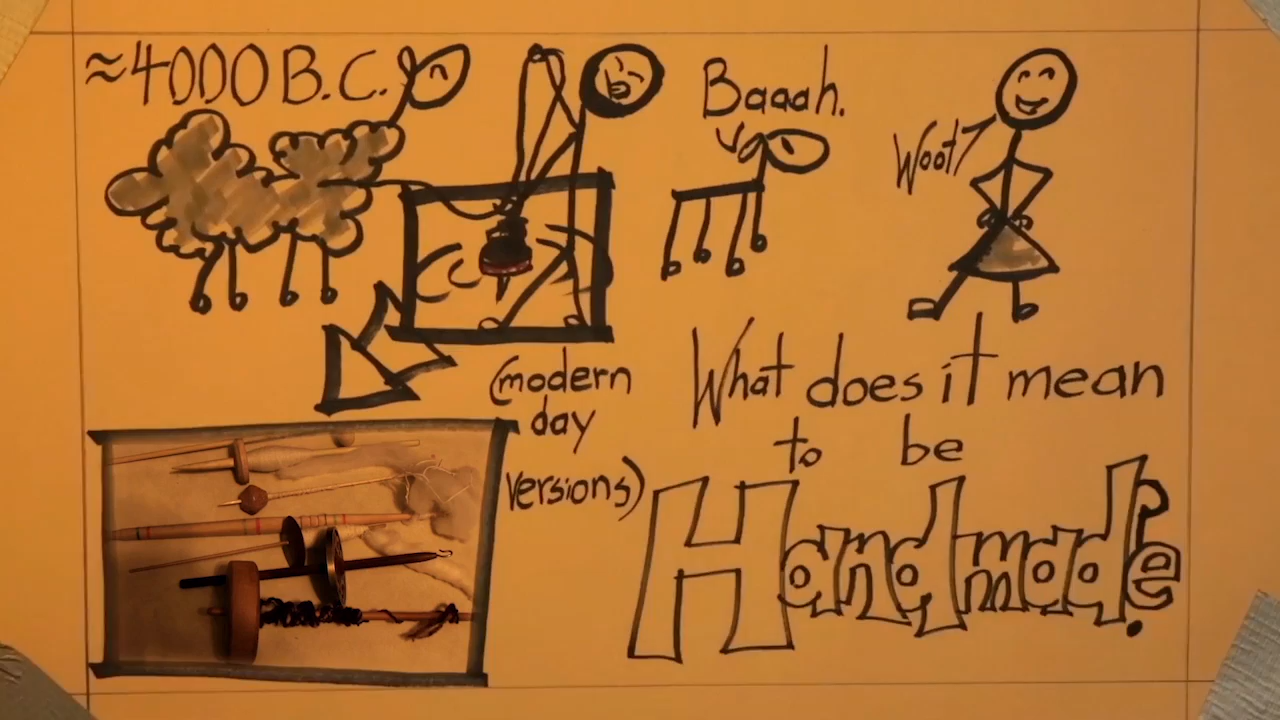 ≈4000 B.C.
Baaah.
Woot
(modern
day
versions)
What does it mean
to be
Handmade?